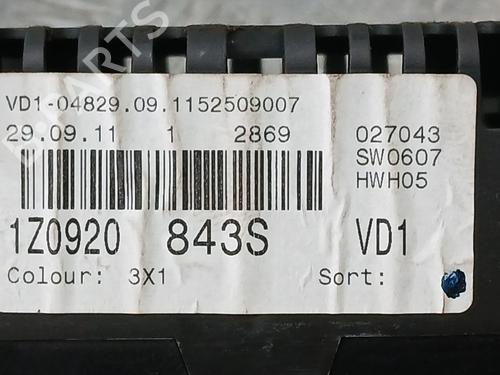 VD1-04829.09.1152509007
29.09.11 1 2869 027043
SW0607
HWH05
1Z0920 843S VD1
Colour: 3X1 Sort: